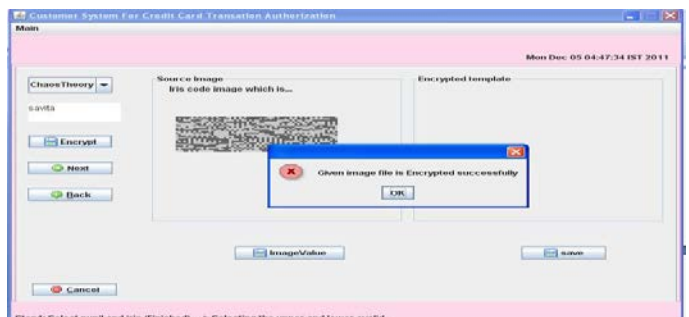 Customer System For Credit Card Transation Authorization
Main
Mon Dec 05 04:47:34 IST 2011
ChaosTheory
savita
Encrypt
Next
Back
Cancel
Source Image
Iris code image which is...
Encrypted template
Given image file is Encrypted successfully
OK
ImageValue
save